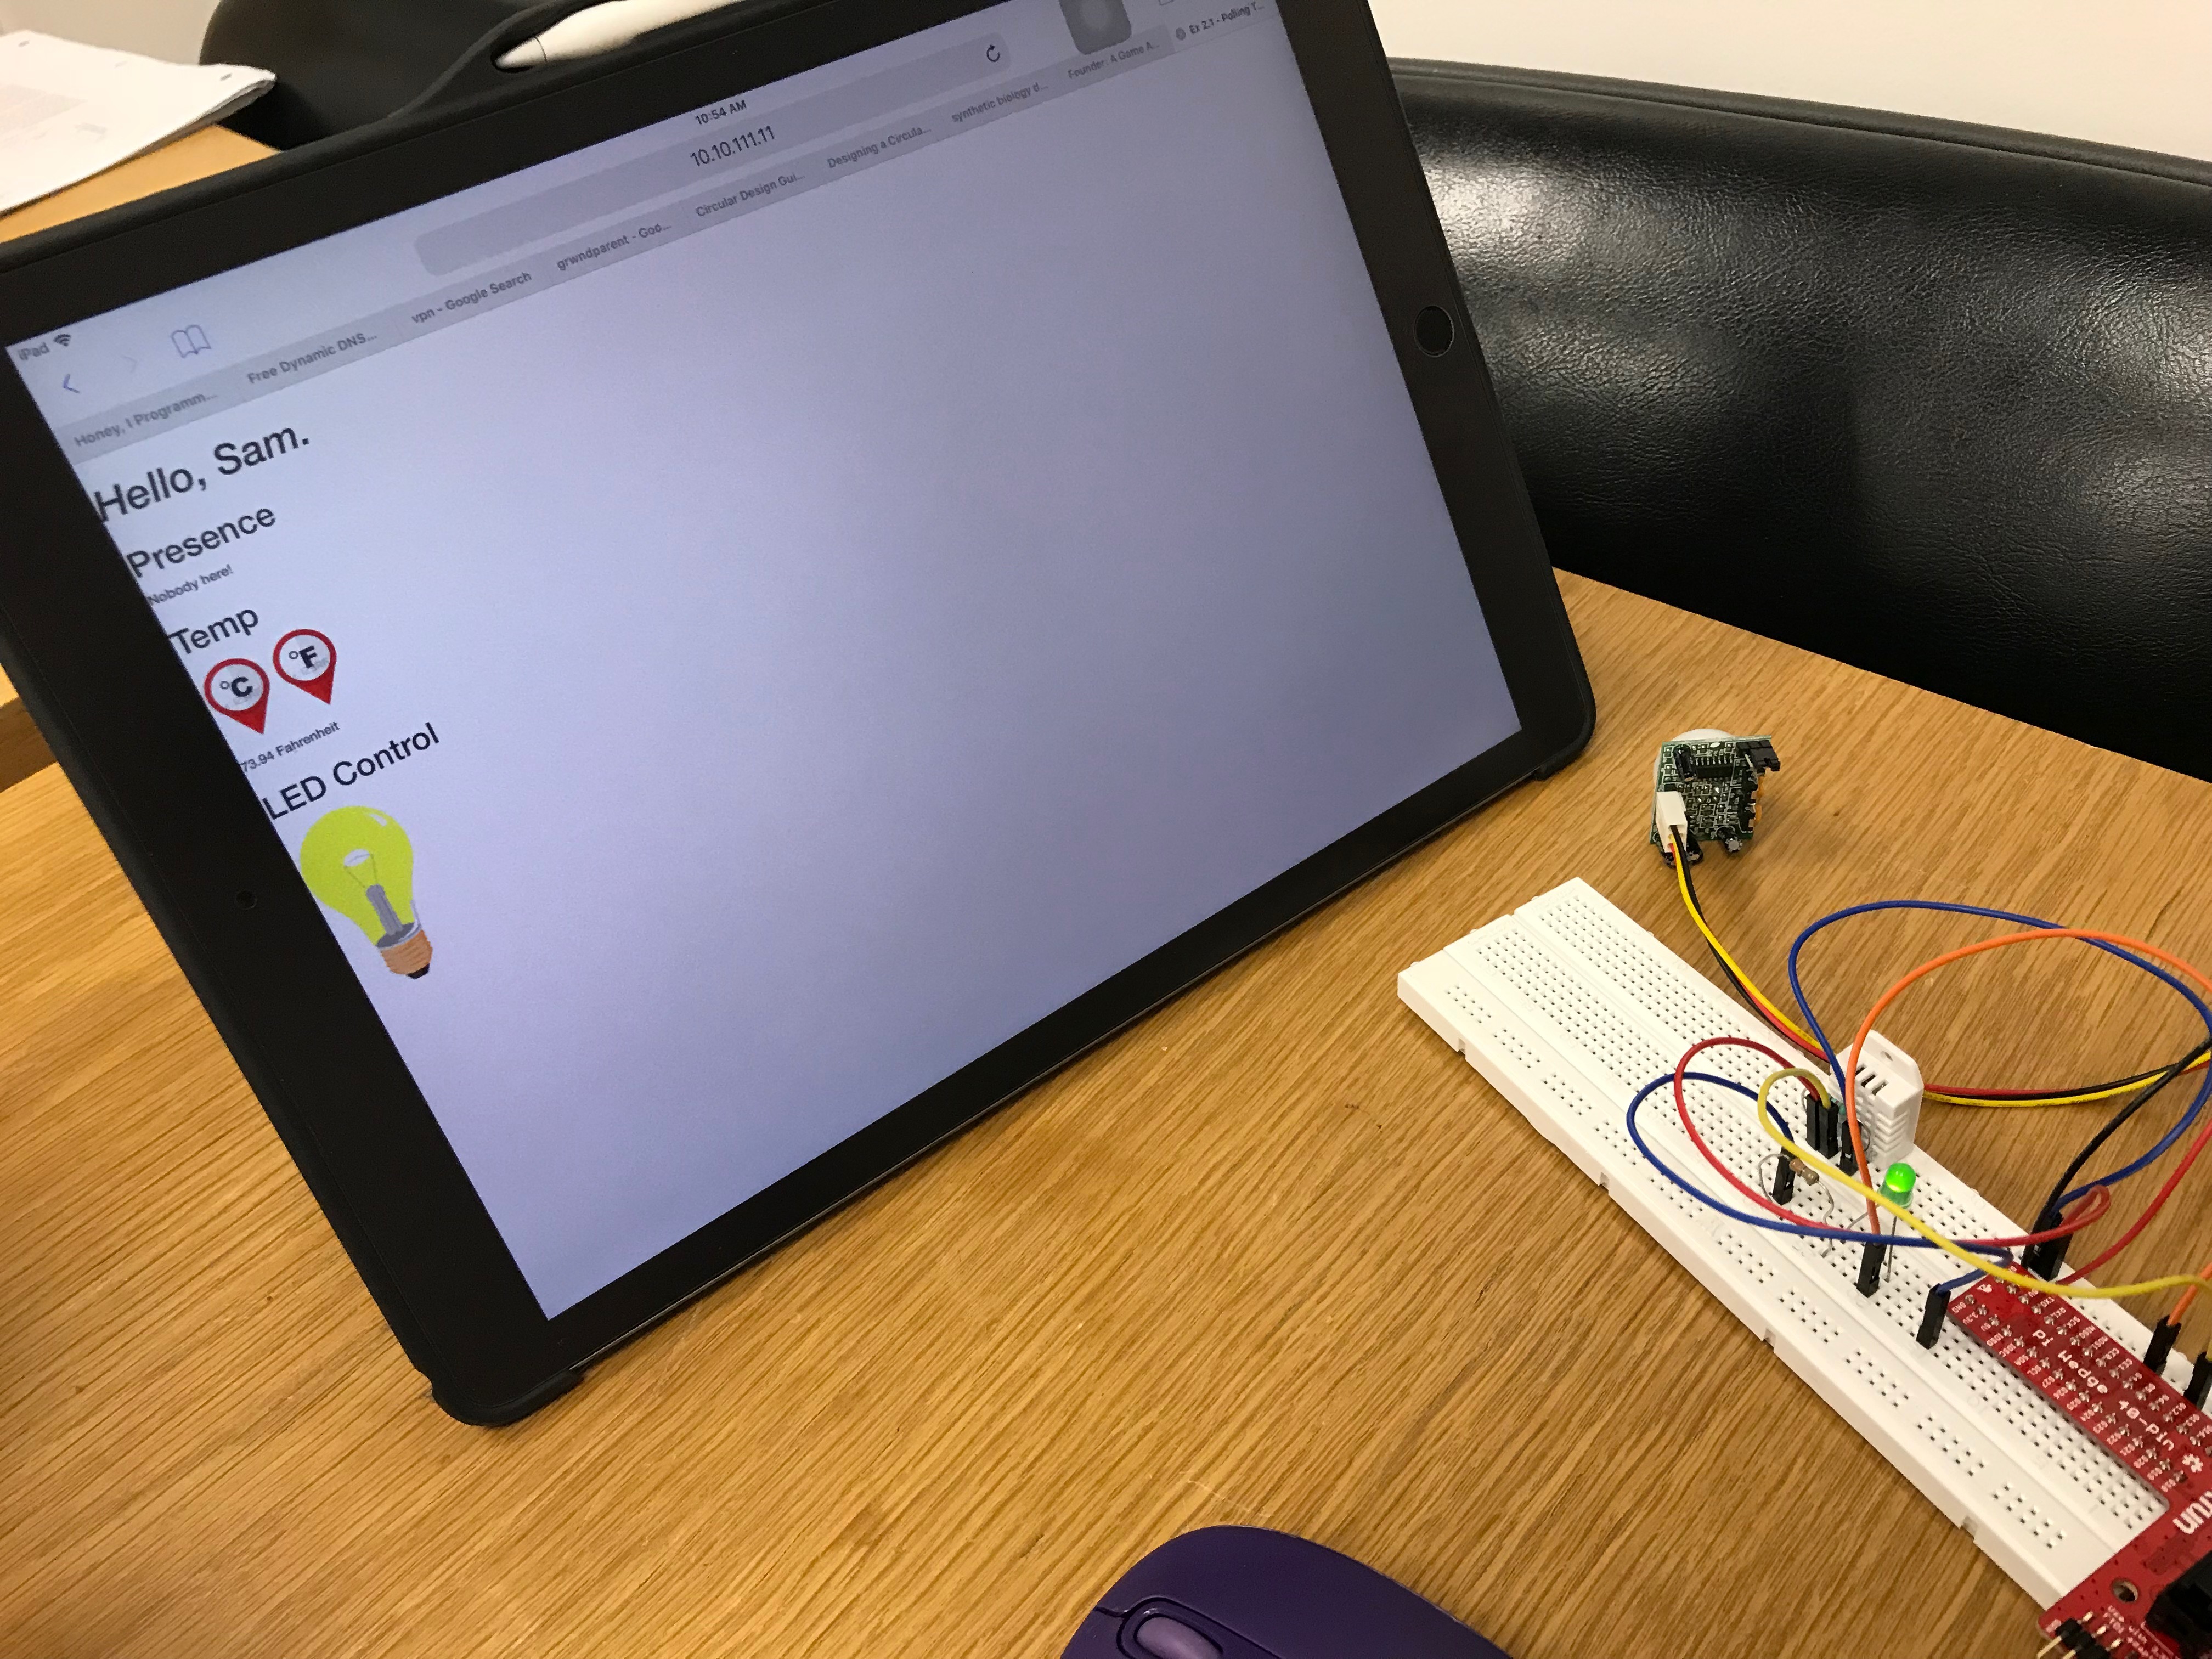 iPad
10:54 AM
10.10.111.11
Honey, I Programm...
Free Dynamic DNS...
vpn - Google Search
grwndparent - Goo...
Circular Design Gui...
Designing a Circula...
synthetic biology d...
Founder: A Game A...
Ex 2.1 - Polling T...
Hello, Sam.
Presence
Nobody here!
Temp
°C °F
73.94 Fahrenheit
LED Control
Pi Wedge
40-pin